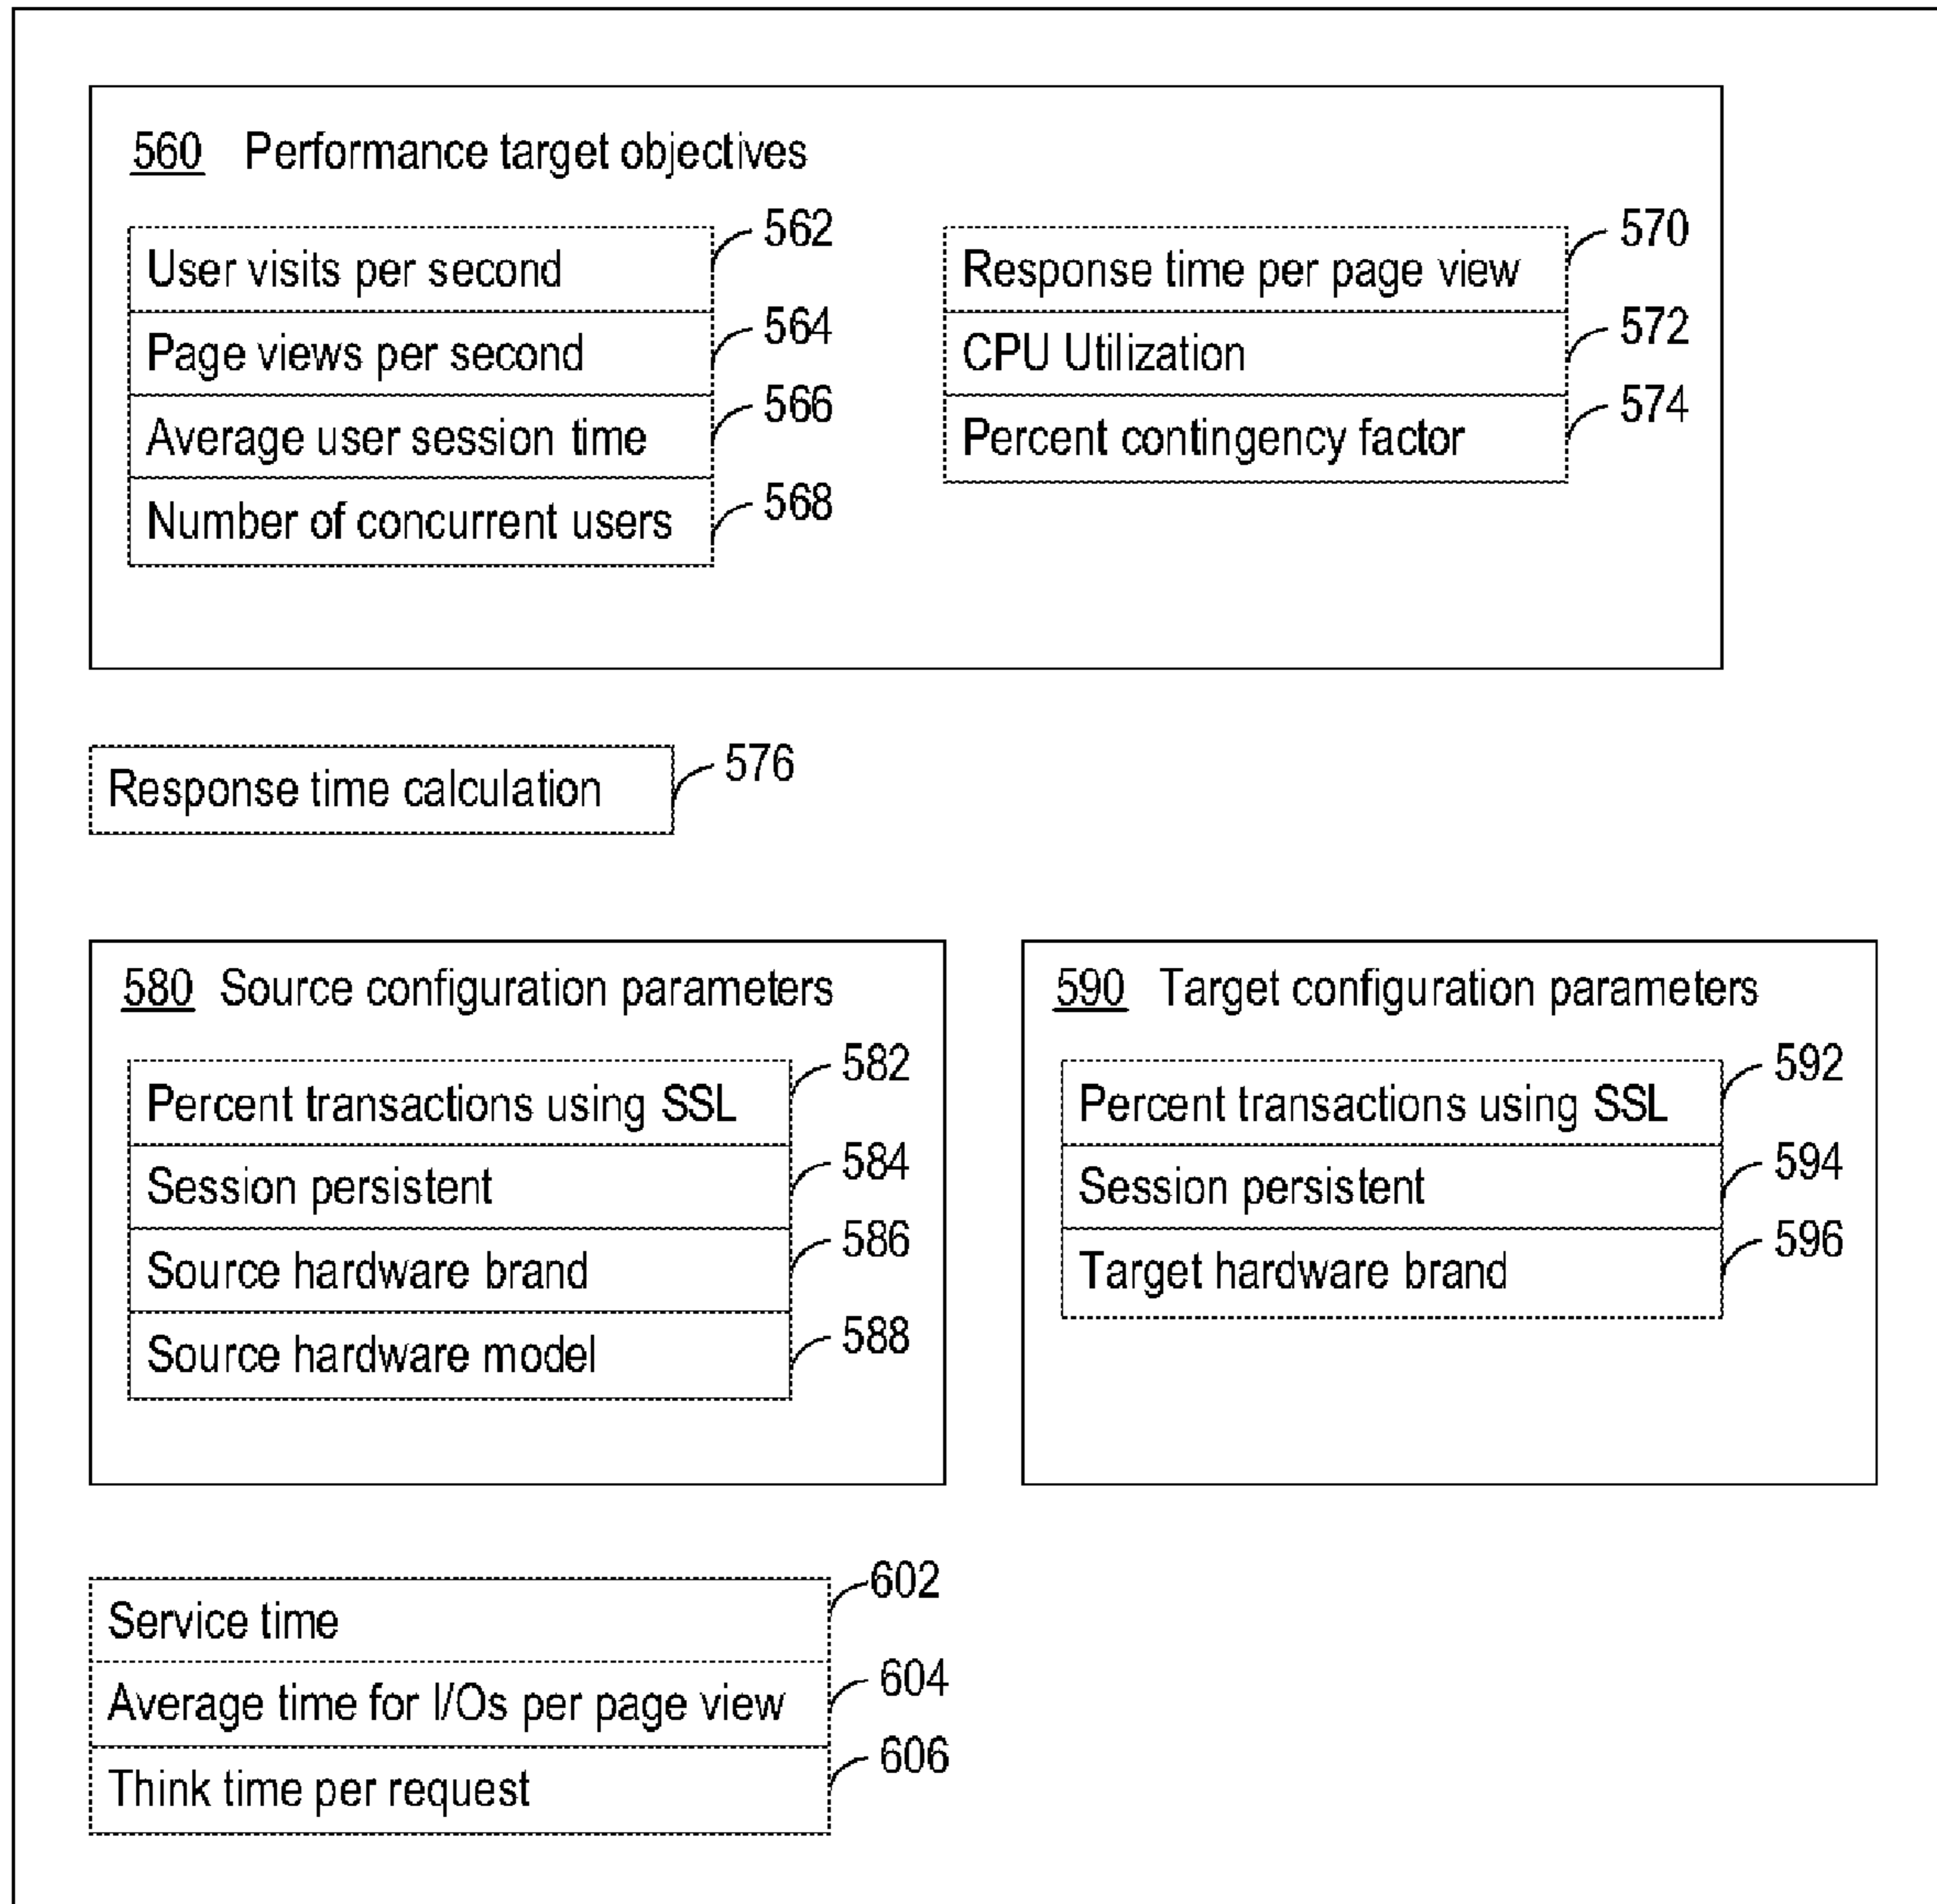 560 Performance target objectives
User visits per second 562
Page views per second 564
Average user session time 566
Number of concurrent users 568
Response time per page view 570
CPU Utilization 572
Percent contingency factor 574
Response time calculation 576
580 Source configuration parameters
Percent transactions using SSL 582
Session persistent 584
Source hardware brand 586
Source hardware model 588
590 Target configuration parameters
Percent transactions using SSL 592
Session persistent 594
Target hardware brand 596
Service time 602
Average time for I/Os per page view 604
Think time per request 606